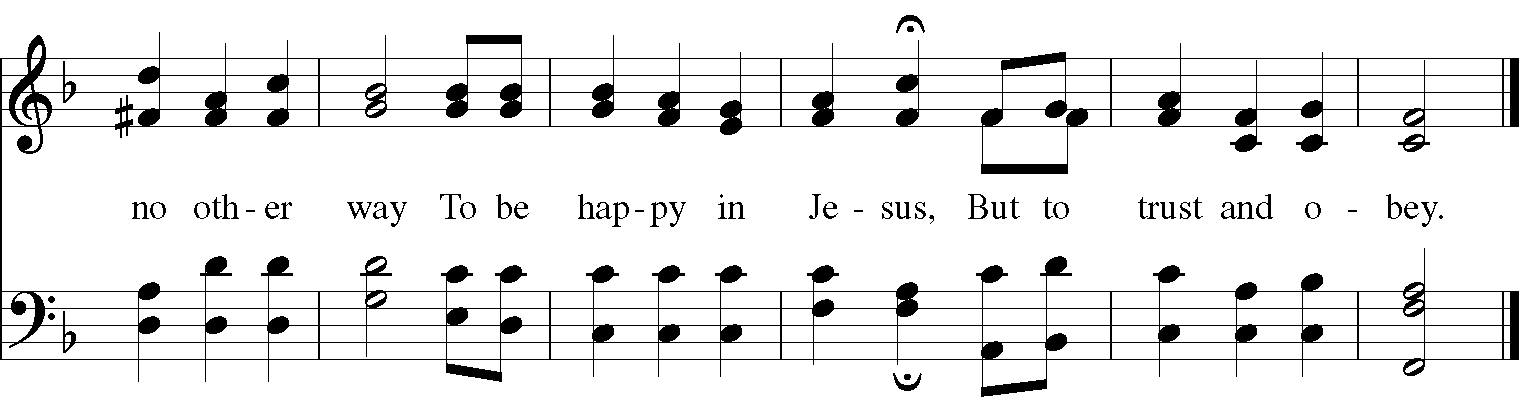 no oth - er way To be hap - py in Je - sus, But to trust and o - bey.